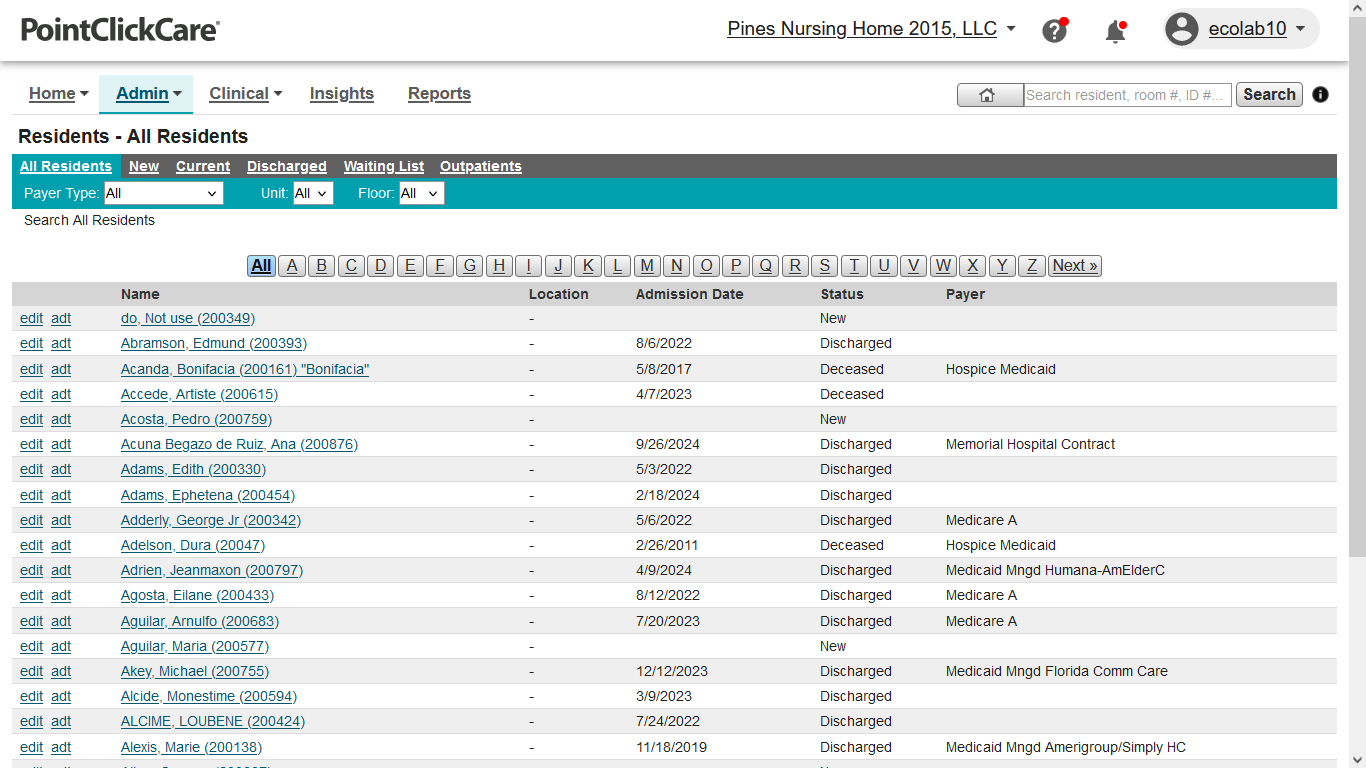 PointClickCare
Pines Nursing Home 2015, LLC
ecolab10
Home Admin Clinical Insights Reports
Search resident, room #, ID #... Search
Residents - All Residents
All Residents New Current Discharged Waiting List Outpatients
Payer Type: All Unit: All Floor: All
Search All Residents
All A B C D E F G H I J K L M N O P Q R S T U V W X Y Z Next »
Name Location Admission Date Status Payer
edit adt do, Not use (200349) - New
edit adt Abramson, Edmund (200393) - 8/6/2022 Discharged
edit adt Acanda, Bonifacia (200161) "Bonifacia" - 5/8/2017 Deceased Hospice Medicaid
edit adt Accede, Artiste (200615) - 4/7/2023 Deceased
edit adt Acosta, Pedro (200759) - New
edit adt Acuna Begazo de Ruiz, Ana (200876) - 9/26/2024 Discharged Memorial Hospital Contract
edit adt Adams, Edith (200330) - 5/3/2022 Discharged
edit adt Adams, Ephetena (200454) - 2/18/2024 Discharged
edit adt Adderly, George Jr (200342) - 5/6/2022 Discharged Medicare A
edit adt Adelson, Dura (20047) - 2/26/2011 Deceased Hospice Medicaid
edit adt Adrien, Jeanmaxon (200797) - 4/9/2024 Discharged Medicaid Mngd Humana-AmElderC
edit adt Agosta, Eilane (200433) - 8/12/2022 Discharged Medicare A
edit adt Aguilar, Arnulfo (200683) - 7/20/2023 Discharged Medicare A
edit adt Aguilar, Maria (200577) - New
edit adt Akey, Michael (200755) - 12/12/2023 Discharged Medicaid Mngd Florida Comm Care
edit adt Alcide, Monestime (200594) - 3/9/2023 Discharged
edit adt ALCIME, LOUBENE (200424) - 7/24/2022 Discharged
edit adt Alexis, Marie (200138) - 11/18/2019 Discharged Medicaid Mngd Amerigroup/Simply HC